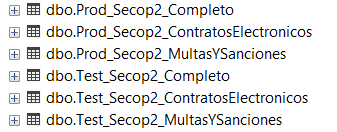 dbo.Prod_Secop2_Completo
dbo.Prod_Secop2_ContratosElectronicos
dbo.Prod_Secop2_MultasYSanciones
dbo.Test_Secop2_Completo
dbo.Test_Secop2_ContratosElectronicos
dbo.Test_Secop2_MultasYSanciones